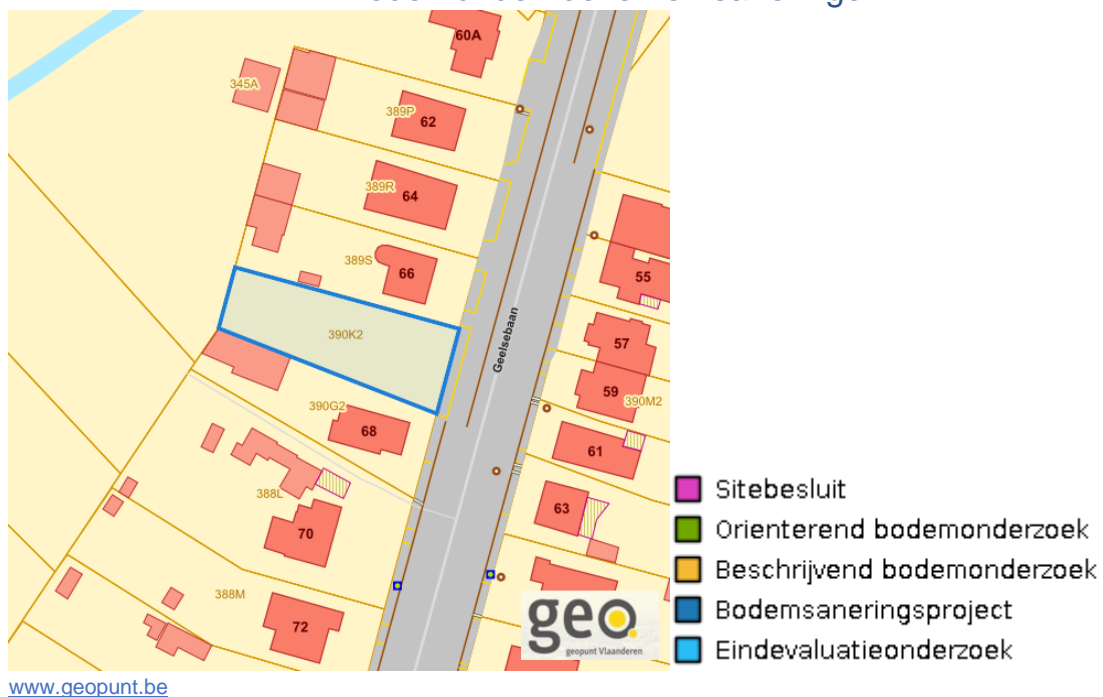 60A
345A
389P
62
389R
64
389S
66
55
390K2
Geelsebaan
57
59
390M2
390G2
68
61
388L
63
70
388M
72
geo.
geopunt Vlaanderen
Sitebesluit
Orienterend bodemonderzoek
Beschrijvend bodemonderzoek
Bodemsaneringsproject
Eindevaluatieonderzoek
www.geopunt.be